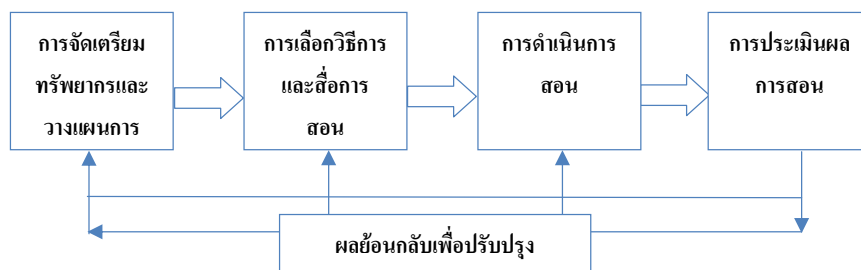 การจัดเตรียม
ทรัพยากรและ
วางแผนการ
การเลือกวิธีการ
และสื่อการ
สอน
การดำเนินการ
สอน
การประเมินผล
การสอน
ผลย้อนกลับเพื่อปรับปรุง